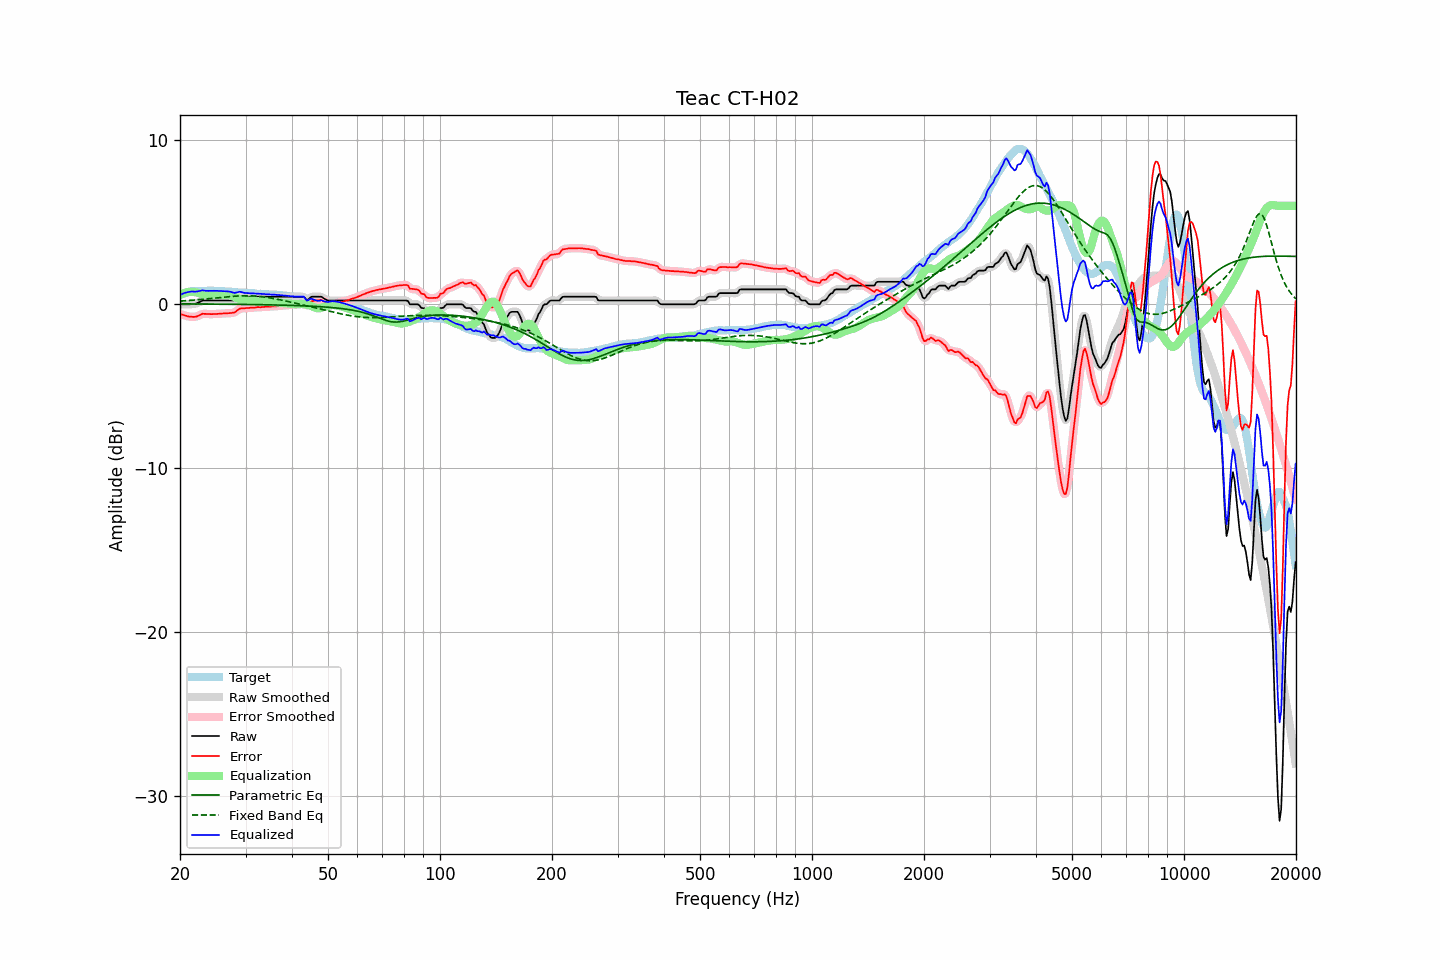 Teac CT-H02
Amplitude (dBr)
10
0
−10
−20
−30
Target
Raw Smoothed
Error Smoothed
Raw
Error
Equalization
Parametric Eq
Fixed Band Eq
Equalized
20 50 100 200 500 1000 2000 5000 10000 20000
Frequency (Hz)